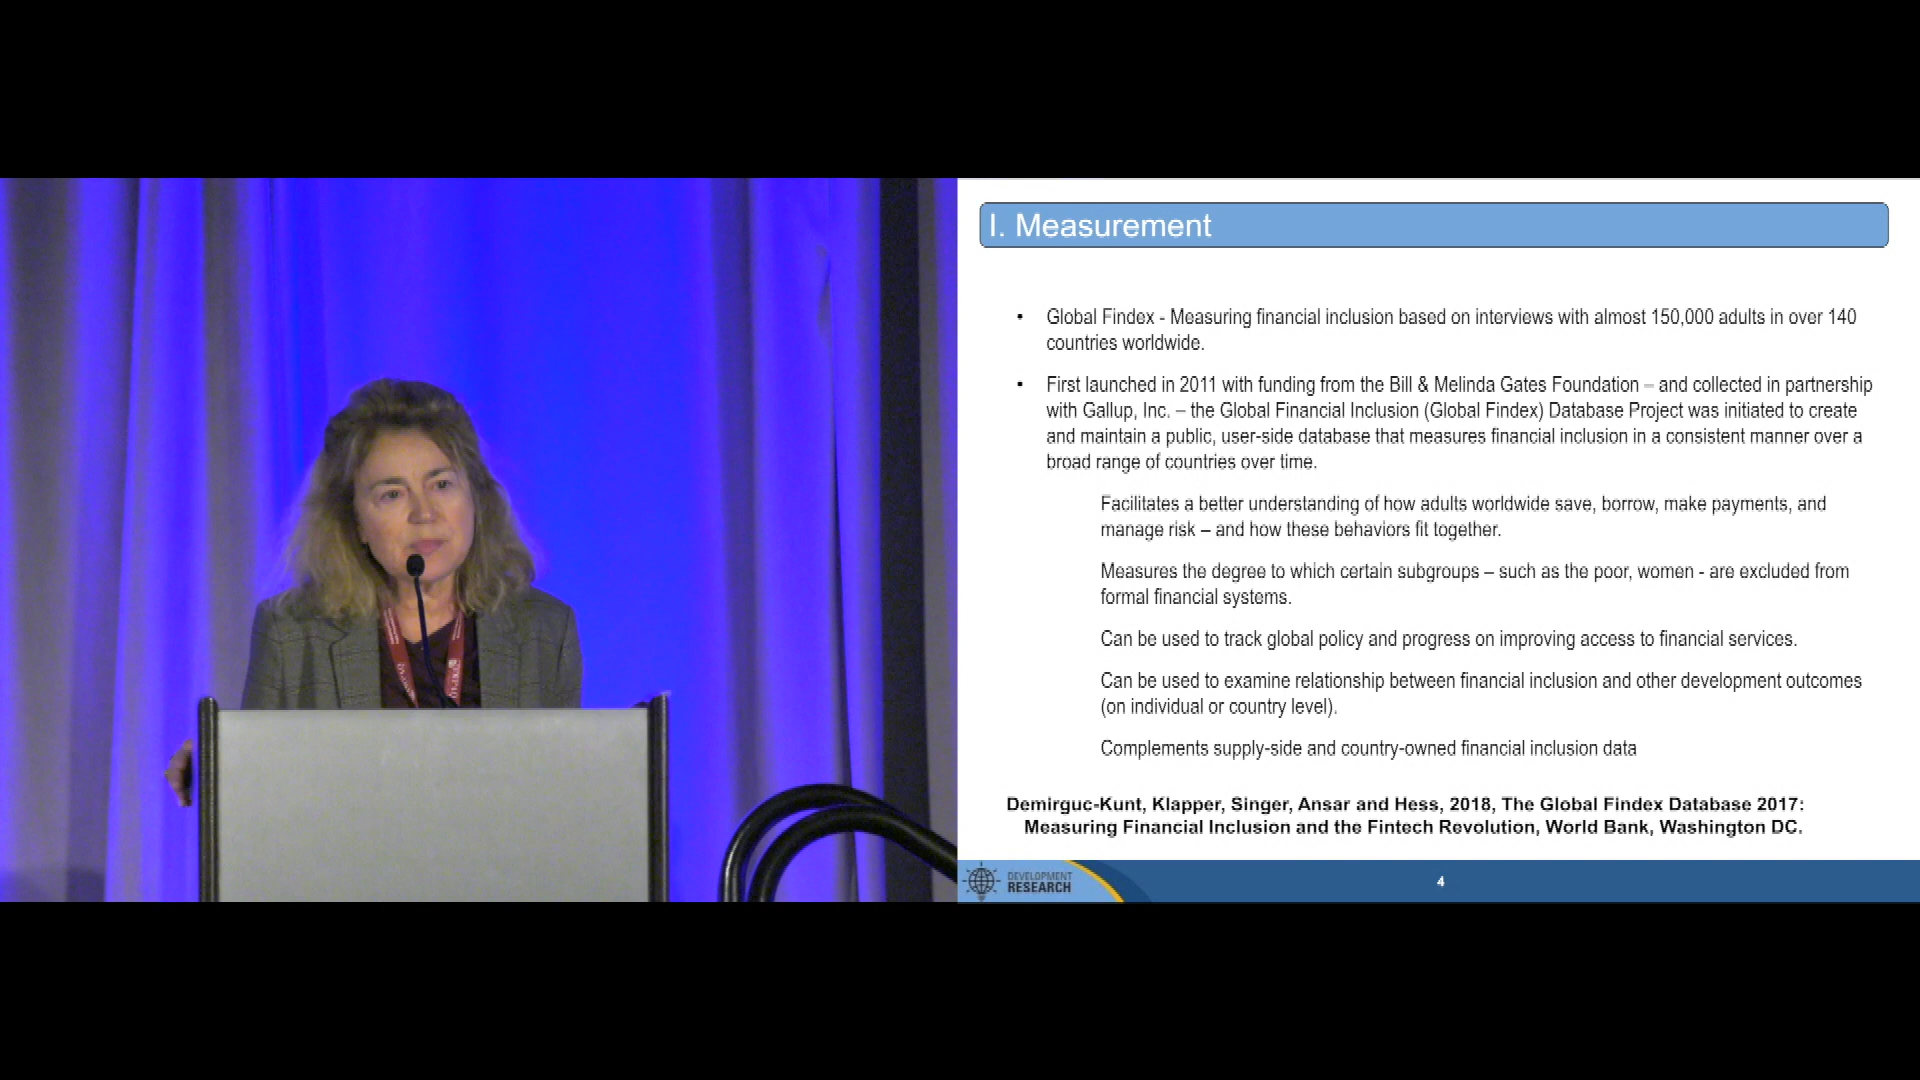 I. Measurement
• Global Findex - Measuring financial inclusion based on interviews with almost 150,000 adults in over 140
countries worldwide.
• First launched in 2011 with funding from the Bill & Melinda Gates Foundation – and collected in partnership
with Gallup, Inc. – the Global Financial Inclusion (Global Findex) Database Project was initiated to create
and maintain a public, user-side database that measures financial inclusion in a consistent manner over a
broad range of countries over time.
Facilitates a better understanding of how adults worldwide save, borrow, make payments, and
manage risk – and how these behaviors fit together.
Measures the degree to which certain subgroups – such as the poor, women - are excluded from
formal financial systems.
Can be used to track global policy and progress on improving access to financial services.
Can be used to examine relationship between financial inclusion and other development outcomes
(on individual or country level).
Complements supply-side and country-owned financial inclusion data
Demirguc-Kunt, Klapper, Singer, Ansar and Hess, 2018, The Global Findex Database 2017:
Measuring Financial Inclusion and the Fintech Revolution, World Bank, Washington DC.
DEVELOPMENT
RESEARCH
4